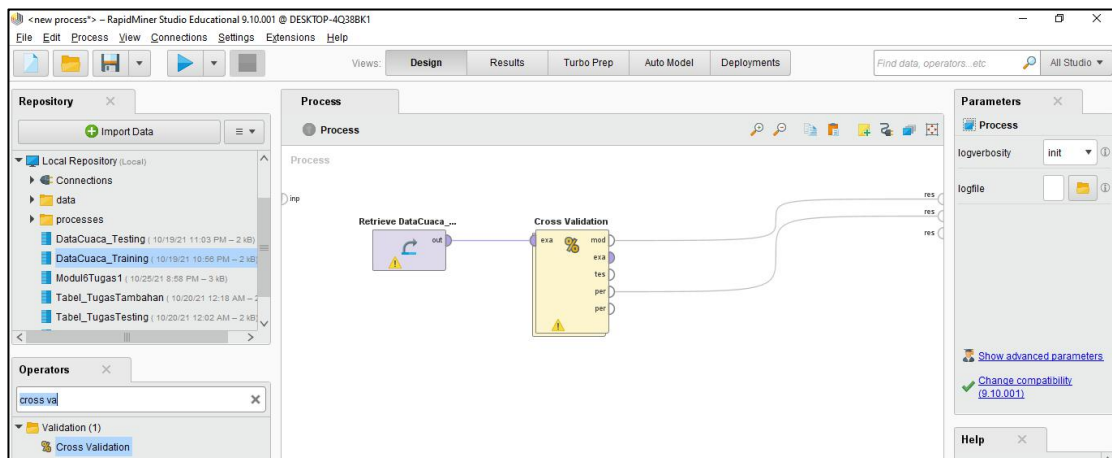 <new process*> – RapidMiner Studio Educational 9.10.001 @ DESKTOP-4Q38BK1
File Edit Process View Connections Settings Extensions Help
Views: Design Results Turbo Prep Auto Model Deployments
Find data, operators...etc
All Studio
Repository
Import Data
Local Repository (Local)
Connections
data
processes
DataCuaca_Testing (10/19/21 11:03 PM – 2 kB)
DataCuaca_Training (10/19/21 10:56 PM – 2 kB)
Modul6Tugas1 (10/25/21 8:58 PM – 3 kB)
Tabel_TugasTambahan (10/20/21 12:18 AM – 2
Tabel_TugasTesting (10/20/21 12:02 AM – 2 kB)
Operators
cross va
Validation (1)
Cross Validation
Process
Process
Process
inp
Retrieve DataCuaca_...
out
Cross Validation
exa
mod
exa
tes
per
per
res
res
res
Parameters
Process
logverbosity
init
logfile
Show advanced parameters
Change compatibility
(9.10.001)
Help